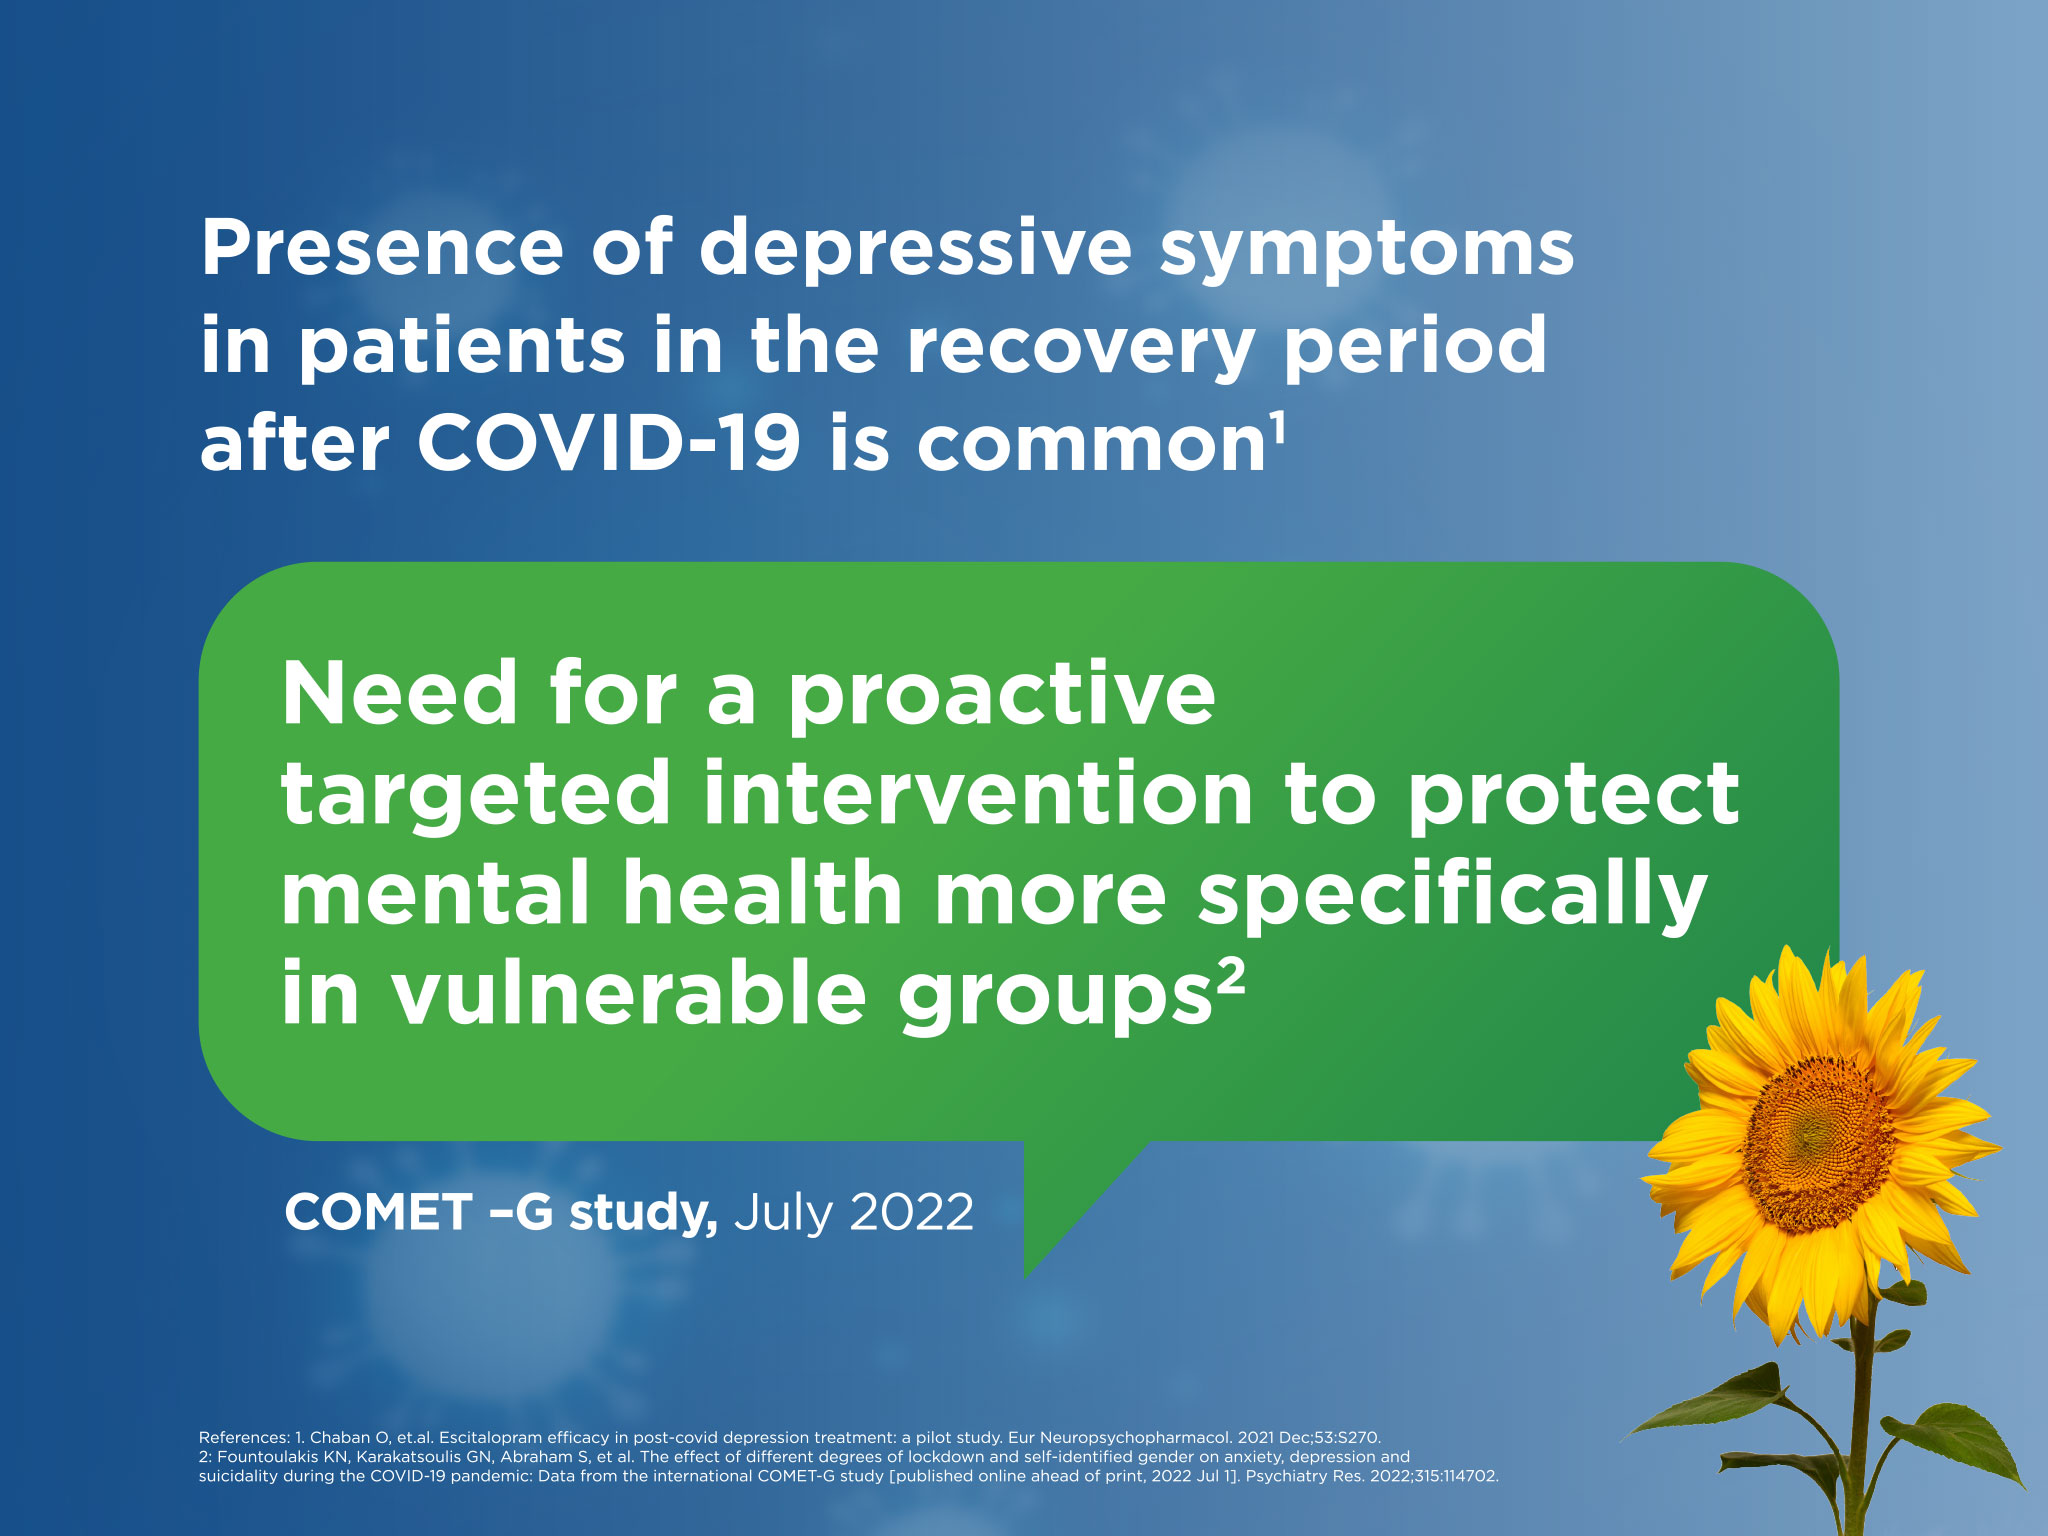 Presence of depressive symptoms
in patients in the recovery period
after COVID-19 is common¹
Need for a proactive
targeted intervention to protect
mental health more specifically
in vulnerable groups²
COMET –G study, July 2022
References: 1. Chaban O, et.al. Escitalopram efficacy in post-covid depression treatment: a pilot study. Eur Neuropsychopharmacol. 2021 Dec;53:S270.
2: Fountoulakis KN, Karakatsoulis GN, Abraham S, et al. The effect of different degrees of lockdown and self-identified gender on anxiety, depression and
suicidality during the COVID-19 pandemic: Data from the international COMET-G study [published online ahead of print, 2022 Jul 1]. Psychiatry Res. 2022;315:114702.